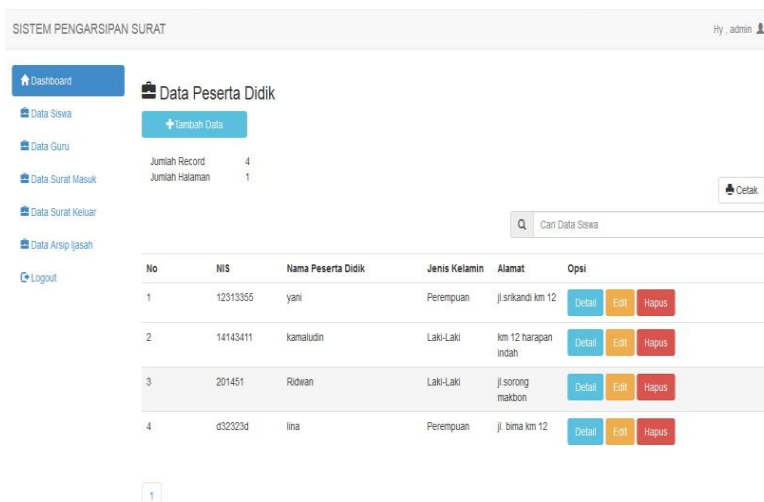 SISTEM PENGARSIPAN SURAT
Hy , admin
Dashboard
Data Siswa
Data Guru
Data Surat Masuk
Data Surat Keluar
Data Arsip Ijasah
Logout
Data Peserta Didik
Tambah Data
Jumlah Record 4
Jumlah Halaman 1
Cetak
Cari Data Siswa
No NIS Nama Peserta Didik Jenis Kelamin Alamat Opsi
1 12313355 yani Perempuan jl.srikandi km 12 Detail Edit Hapus
2 14143411 kamaludin Laki-Laki km 12 harapan Detail Edit Hapus
indah
3 201451 Ridwan Laki-Laki jl.sorong Detail Edit Hapus
makbon
4 d32323d lina Perempuan jl. bima km 12 Detail Edit Hapus
1